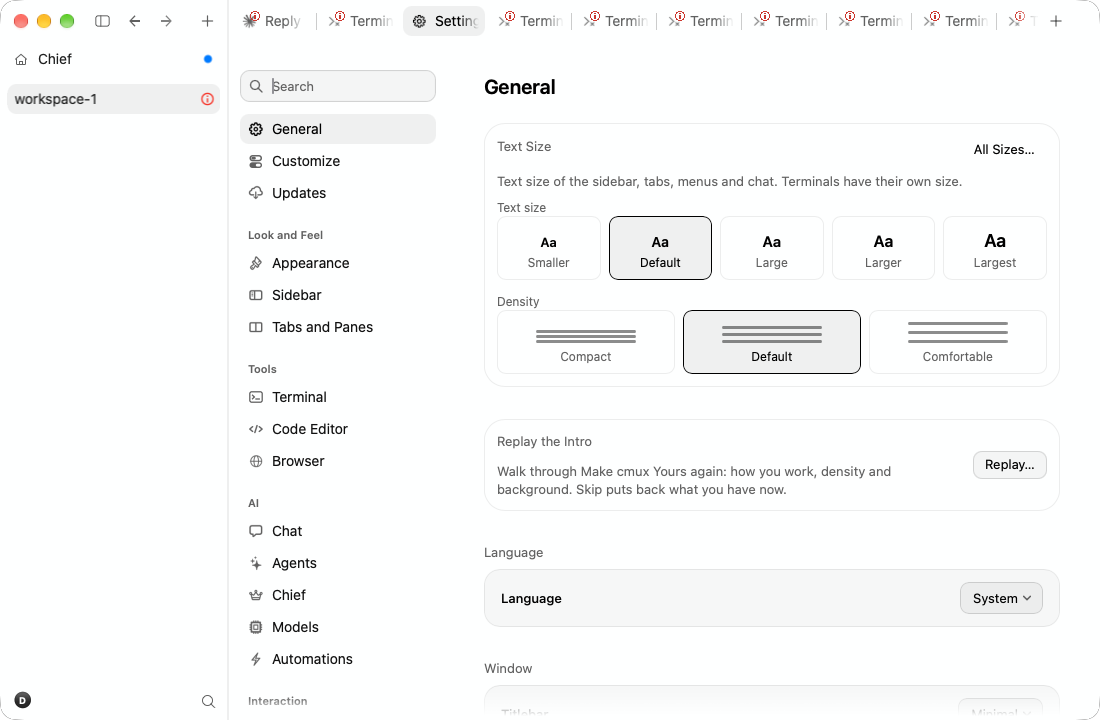 Reply
Termin
Setting
Termin
Termin
Termin
Termin
Termin
Termin
T
Chief
workspace-1
D
Search
General
Customize
Updates
Look and Feel
Appearance
Sidebar
Tabs and Panes
Tools
Terminal
Code Editor
Browser
AI
Chat
Agents
Chief
Models
Automations
Interaction
General
Text Size
All Sizes...
Text size of the sidebar, tabs, menus and chat. Terminals have their own size.
Text size
Aa Aa Aa Aa Aa
Smaller Default Large Larger Largest
Density
Compact Default Comfortable
Replay the Intro
Walk through Make cmux Yours again: how you work, density and
background. Skip puts back what you have now.
Replay...
Language
Language
System
Window
Titlebar
Minimal